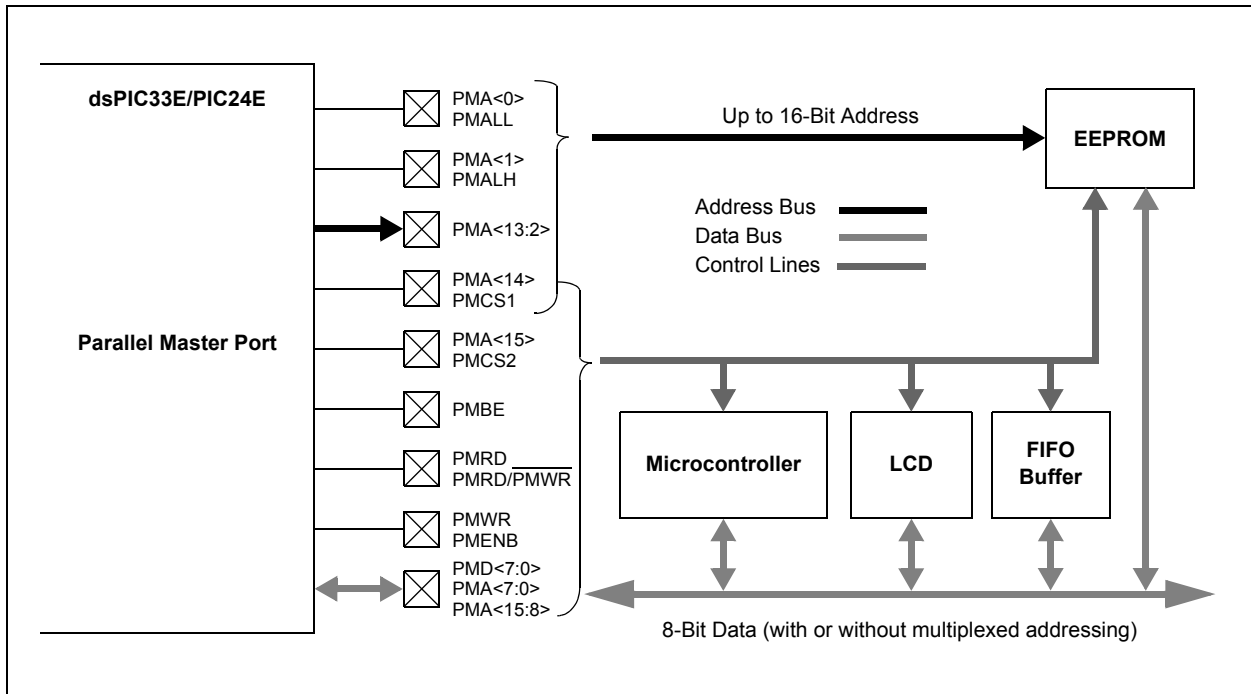 dsPIC33E/PIC24E
Parallel Master Port
PMA<0>
PMALL
PMA<1>
PMALH
PMA<13:2>
PMA<14>
PMCS1
PMA<15>
PMCS2
PMBE
PMRD
PMRD/PMWR
PMWR
PMENB
PMD<7:0>
PMA<7:0>
PMA<15:8>
Up to 16-Bit Address
EEPROM
Address Bus
Data Bus
Control Lines
Microcontroller
LCD
FIFO
Buffer
8-Bit Data (with or without multiplexed addressing)